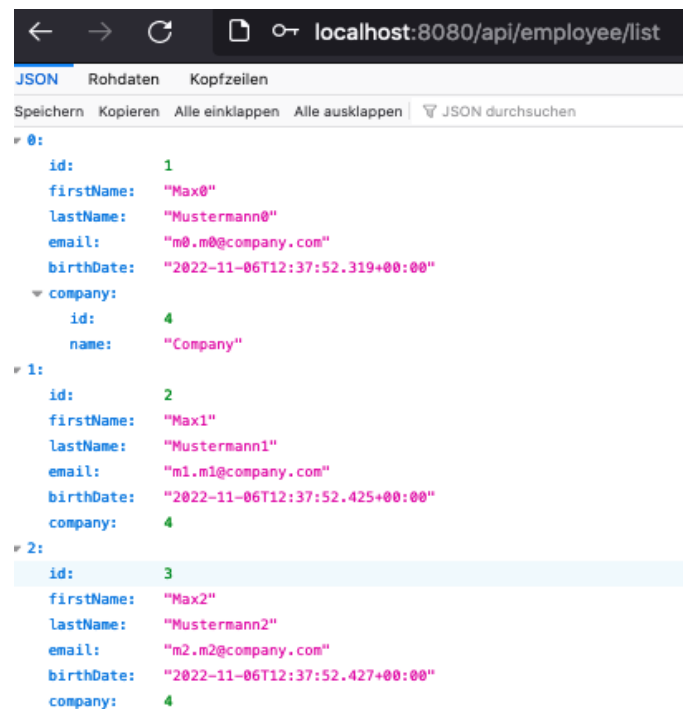 localhost:8080/api/employee/list
JSON Rohdaten Kopfzeilen
Speichern Kopieren Alle einklappen Alle ausklappen JSON durchsuchen
0:
id: 1
firstName: "Max0"
lastName: "Mustermann0"
email: "m0.m0@company.com"
birthDate: "2022-11-06T12:37:52.319+00:00"
company:
id: 4
name: "Company"
1:
id: 2
firstName: "Max1"
lastName: "Mustermann1"
email: "m1.m1@company.com"
birthDate: "2022-11-06T12:37:52.425+00:00"
company: 4
2:
id: 3
firstName: "Max2"
lastName: "Mustermann2"
email: "m2.m2@company.com"
birthDate: "2022-11-06T12:37:52.427+00:00"
company: 4